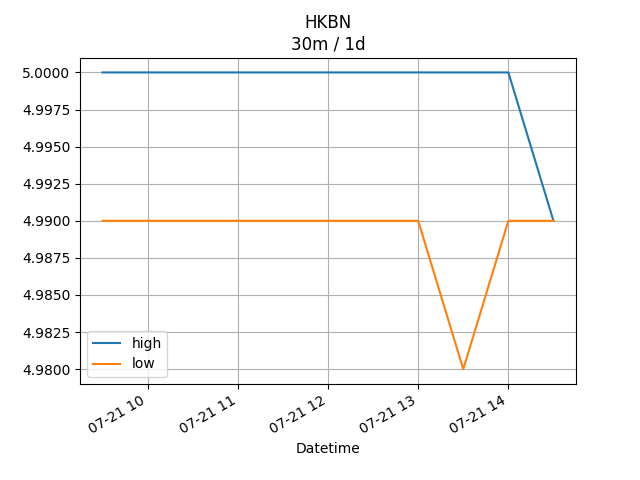 HKBN
30m / 1d
5.0000
4.9975
4.9950
4.9925
4.9900
4.9875
4.9850
4.9825
4.9800
high
low
07-21 10
07-21 11
07-21 12
07-21 13
07-21 14
Datetime